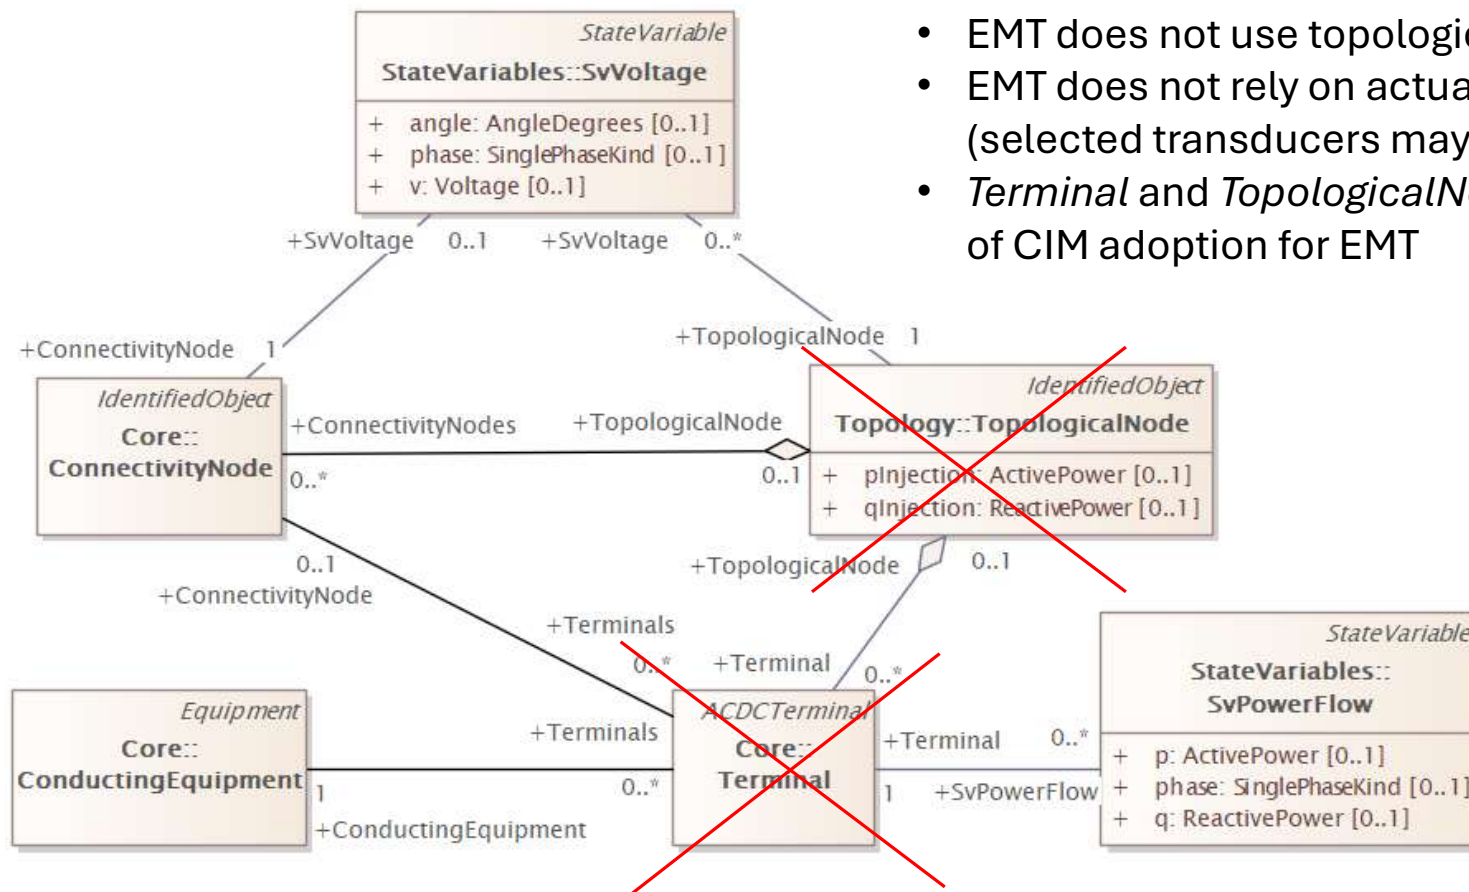 • EMT does not use topologic
• EMT does not rely on actua
(selected transducers may
• Terminal and TopologicalN
of CIM adoption for EMT
StateVariable
StateVariables::SvVoltage
+ angle: AngleDegrees [0..1]
+ phase: SinglePhaseKind [0..1]
+ v: Voltage [0..1]
+SvVoltage 0..1 +SvVoltage 0..*
+ConnectivityNode 1
+TopologicalNode 1
IdentifiedObject
Core::
ConnectivityNode
+ConnectivityNodes +TopologicalNode
0..* 0..1
IdentifiedObject
Topology::TopologicalNode
+ pInjection: ActivePower [0..1]
+ qInjection: ReactivePower [0..1]
0..1
+ConnectivityNode
+TopologicalNode 0..1
+Terminals
0..* +Terminal 0..*
Equipment
Core::
ConductingEquipment
+Terminals
1 0..*
+ConductingEquipment
ACDCTerminal
Core::
Terminal
+Terminal 0..*
1 +SvPowerFlow
StateVariable
StateVariables::
SvPowerFlow
+ p: ActivePower [0..1]
+ phase: SinglePhaseKind [0..1]
+ q: ReactivePower [0..1]